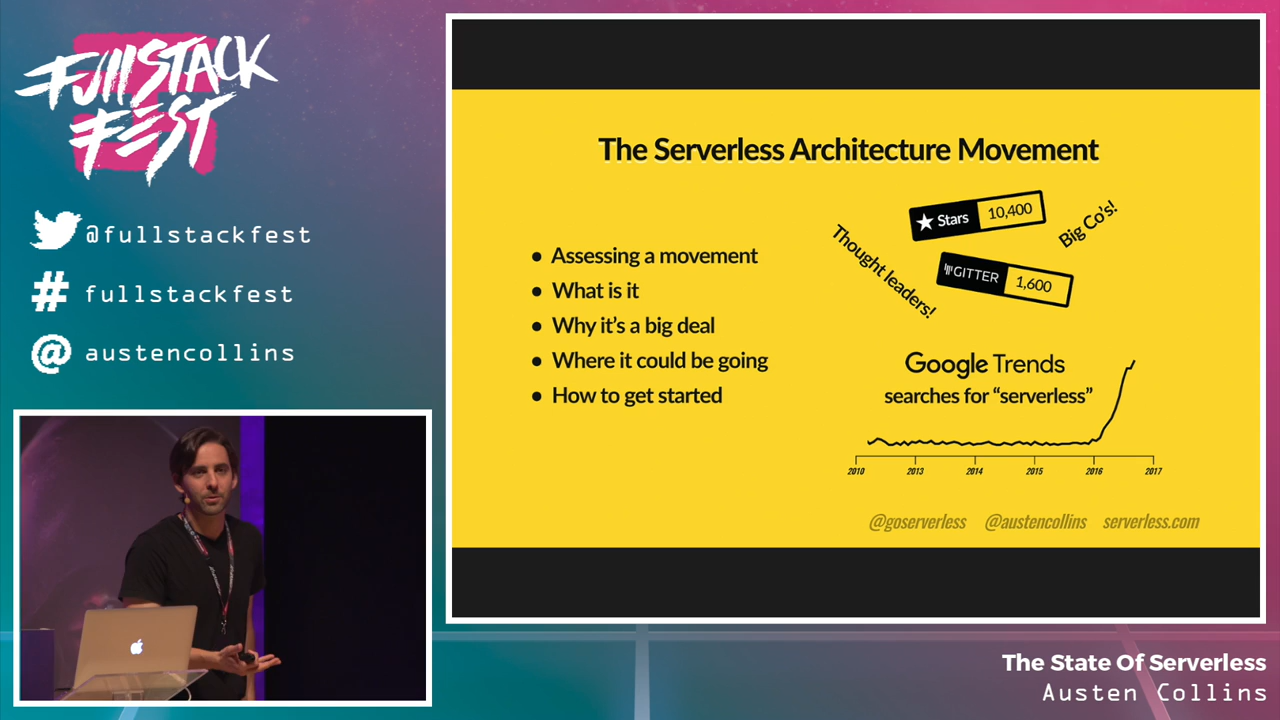 FullStack
Fest
@fullstackfest
# fullstackfest
@ austencollins
The Serverless Architecture Movement
• Assessing a movement
• What is it
• Why it's a big deal
• Where it could be going
• How to get started
Stars 10,400
Big Co's!
Thought leaders!
GITTER 1,600
Google Trends
searches for “serverless”
2010 2013 2014 2015 2016 2017
@goserverless @austencollins serverless.com
The State Of Serverless
Austen Collins